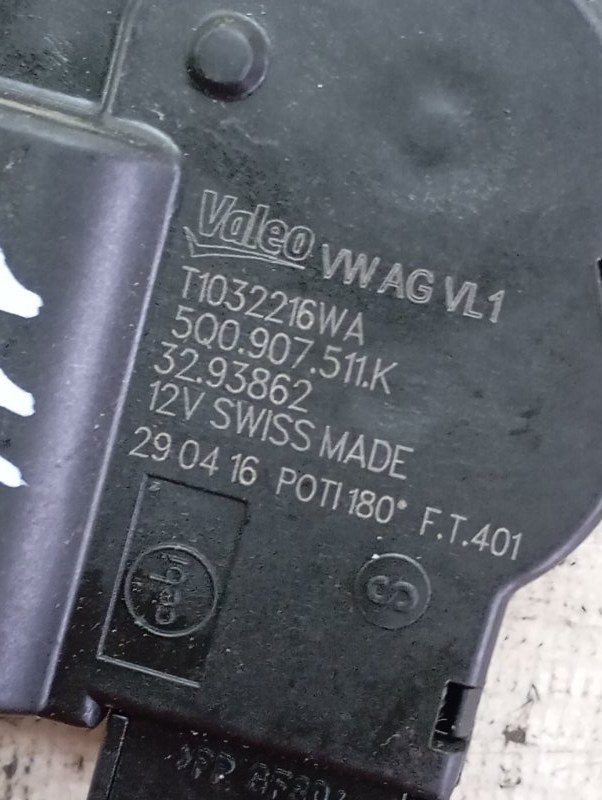 Valeo VW AG VL1
T1032216WA
5Q0.907.511.K
32.93862
12V SWISS MADE
29 04 16 POTI 180° F.T.401
cebi
S